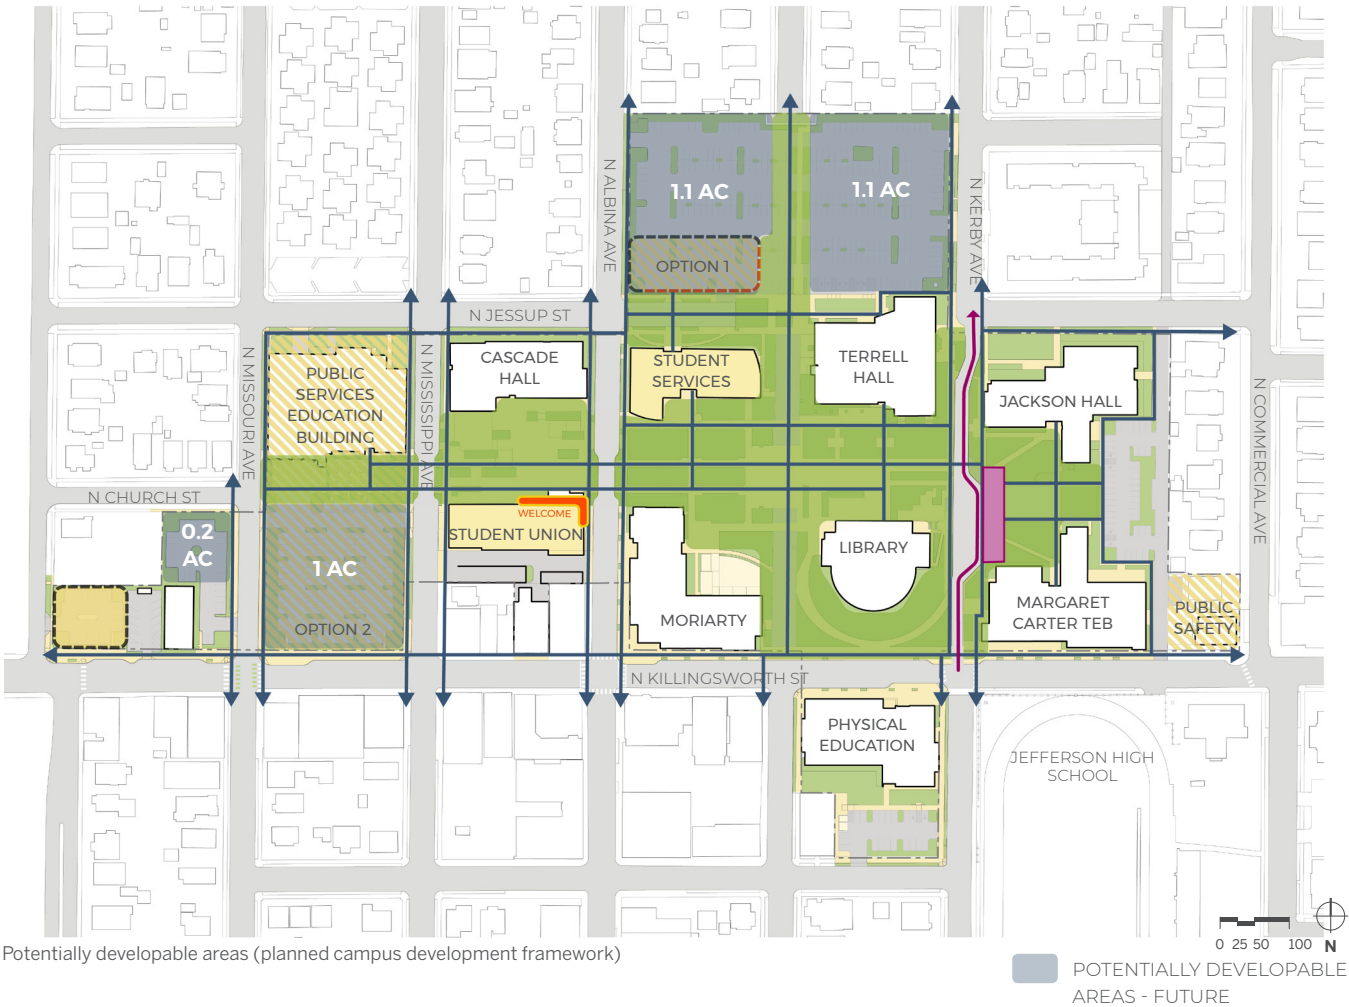 1.1 AC
1.1 AC
N ALBINA AVE
N KERBY AVE
OPTION 1
N JESSUP ST
N MISSOURI AVE
PUBLIC
SERVICES
EDUCATION
BUILDING
N MISSISSIPPI AVE
CASCADE
HALL
STUDENT
SERVICES
TERRELL
HALL
JACKSON HALL
N COMMERCIAL AVE
N CHURCH ST
0.2
AC
1 AC
OPTION 2
WELCOME
STUDENT UNION
MORIARTY
LIBRARY
MARGARET
CARTER TEB
PUBLIC
SAFETY
N KILLINGSWORTH ST
PHYSICAL
EDUCATION
JEFFERSON HIGH
SCHOOL
0 25 50 100 N
Potentially developable areas (planned campus development framework)
POTENTIALLY DEVELOPABLE
AREAS - FUTURE